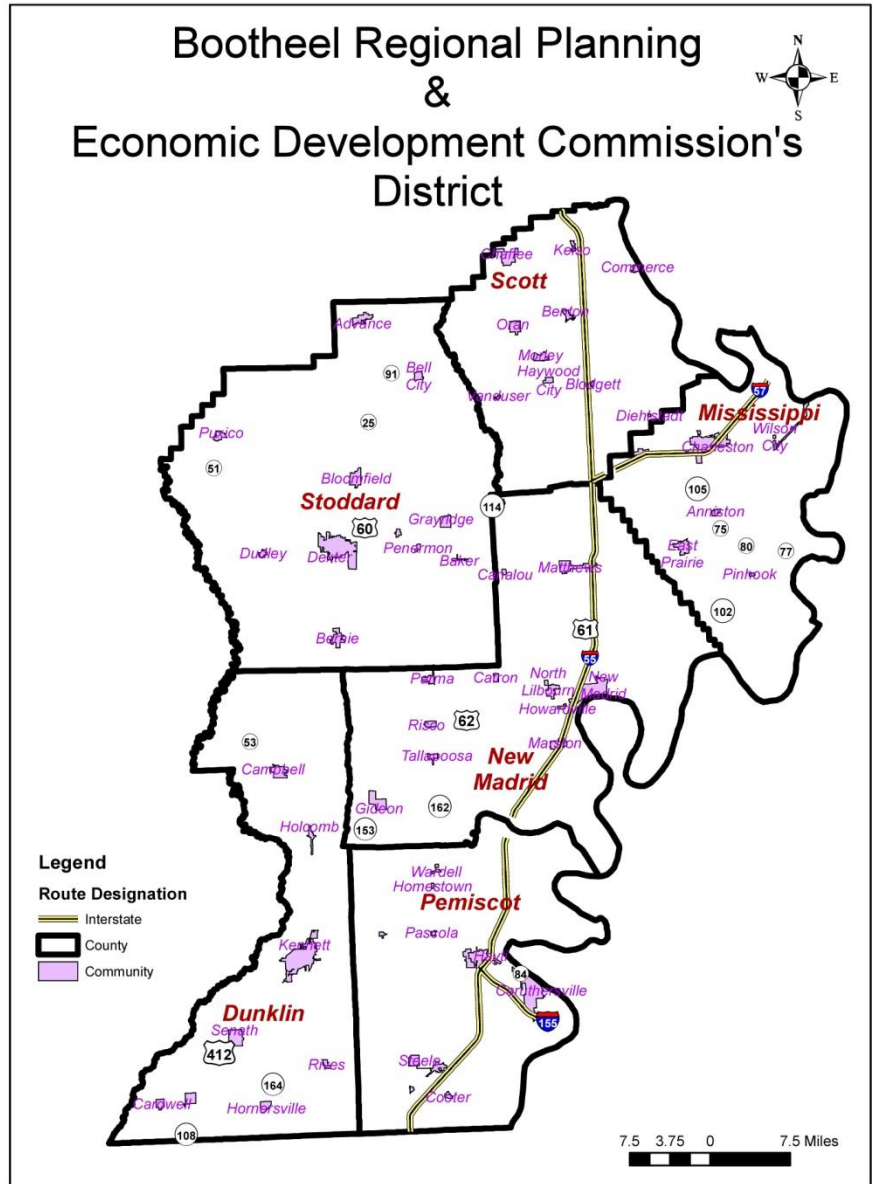 Bootheel Regional Planning
&
Economic Development Commission's
District
N
W E
S
Chaffee
Kelso
Commerce
Scott
Advance
Oran
Benton
Morley
91
Bell
City
Haywood
City
Blodgett
Vanduser
57
25
Diehlstadt
Mississippi
Wilson
City
Charleston
Puxico
51
Bloomfield
Stoddard
105
60
Grayridge
114
Anniston
75
80
77
Dudley
Dexter
Penermon
Baker
Canalou
Matthews
East
Prairie
Pinhook
102
Bernie
61
55
Parma
Catron
North
Lilbourn
New
Madrid
Howardville
Risco
62
53
Marston
Campbell
Tallapoosa
New
Madrid
Gideon
162
153
Holcomb
Legend
Route Designation
Interstate
County
Community
Wardell
Homestown
Pemiscot
Kennett
Pascola
Hayti
84
Caruthersville
155
Dunklin
Senath
412
Rives
Steele
164
Cooter
Cardwell
Hornersville
108
7.5 3.75 0 7.5 Miles